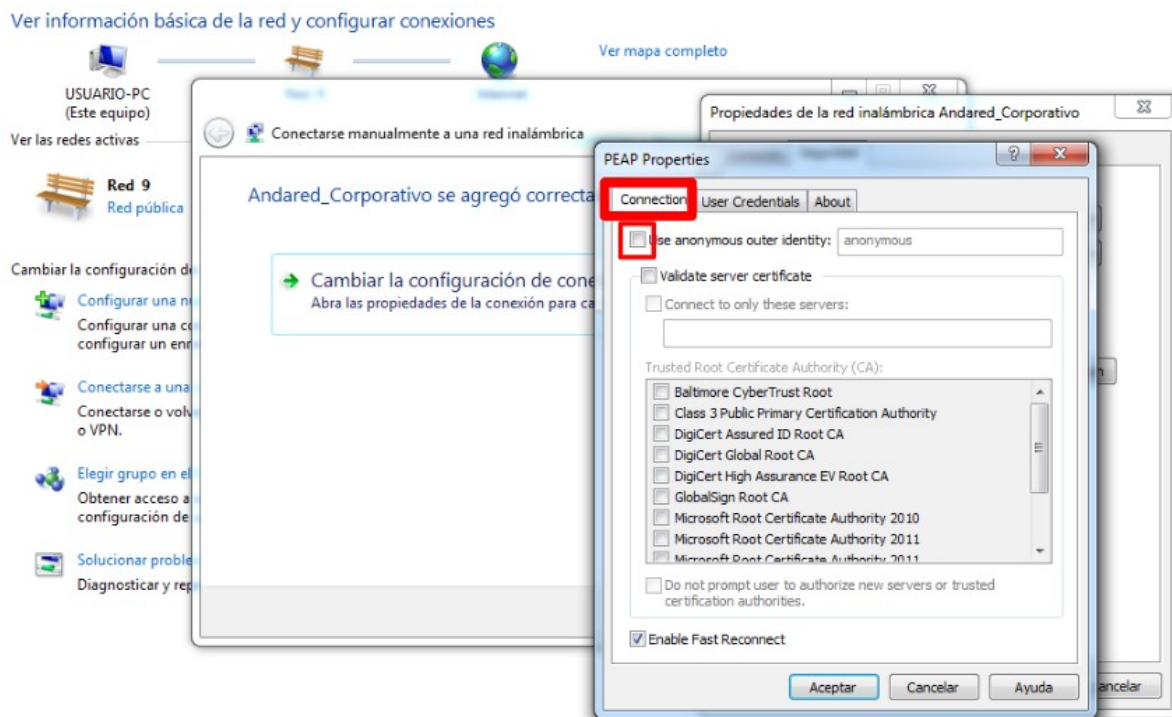 Ver información básica de la red y configurar conexiones
Ver mapa completo
USUARIO-PC
(Este equipo)
Ver las redes activas
Red 9
Red pública
Cambiar la configuración de
Configurar una nu
Configurar una co
configurar un enr
Conectarse a una
Conectarse o volv
o VPN.
Elegir grupo en el
Obtener acceso a
configuración de
Solucionar proble
Diagnosticar y rep
Conectarse manualmente a una red inalámbrica
Andared_Corporativo se agregó correcta
Cambiar la configuración de cone
Abra las propiedades de la conexión para ca
Propiedades de la red inalámbrica Andared_Corporativo
PEAP Properties
Connection
User Credentials
About
Use anonymous outer identity:
anonymous
Validate server certificate
Connect to only these servers:
Trusted Root Certificate Authority (CA):
Baltimore CyberTrust Root
Class 3 Public Primary Certification Authority
DigiCert Assured ID Root CA
DigiCert Global Root CA
DigiCert High Assurance EV Root CA
GlobalSign Root CA
Microsoft Root Certificate Authority 2010
Microsoft Root Certificate Authority 2011
Microsoft Root Certificate Authority 2011
Do not prompt user to authorize new servers or trusted
certification authorities.
Enable Fast Reconnect
Aceptar
Cancelar
Ayuda
ancelar